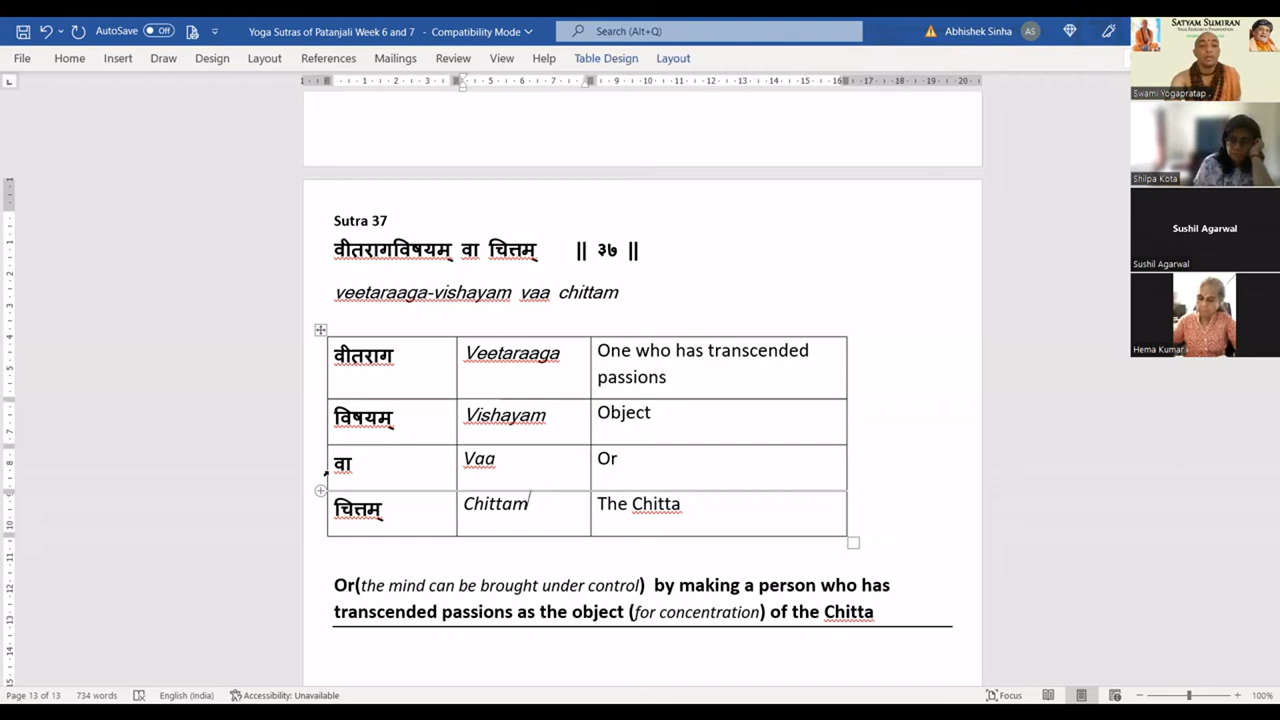 AutoSave Off Yoga Sutras of Patanjali Week 6 and 7 - Compatibility Mode Search (Alt+Q) Abhishek Sinha AS
File Home Insert Draw Design Layout References Mailings Review View Help Table Design Layout
SATYAM SUMIRAN
Swami Yogapratap
Shilpa Kota
Sushil Agarwal
Sushil Agarwal
Hema Kumar
Sutra 37
वीतरागविषयम् वा चित्तम् || ३७ ||
veetaraaga-vishayam vaa chittam
वीतराग Veetaraaga One who has transcended
passions
विषयम् Vishayam Object
वा Vaa Or
चित्तम् Chittam The Chitta
Or(the mind can be brought under control) by making a person who has
transcended passions as the object (for concentration) of the Chitta
Page 13 of 13 734 words English (India) Accessibility: Unavailable Focus 100%